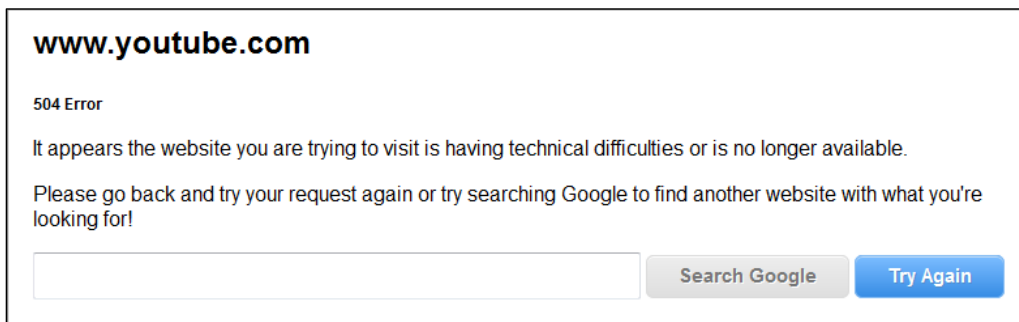 www.youtube.com
504 Error
It appears the website you are trying to visit is having technical difficulties or is no longer available.
Please go back and try your request again or try searching Google to find another website with what you're
looking for!
Search Google Try Again